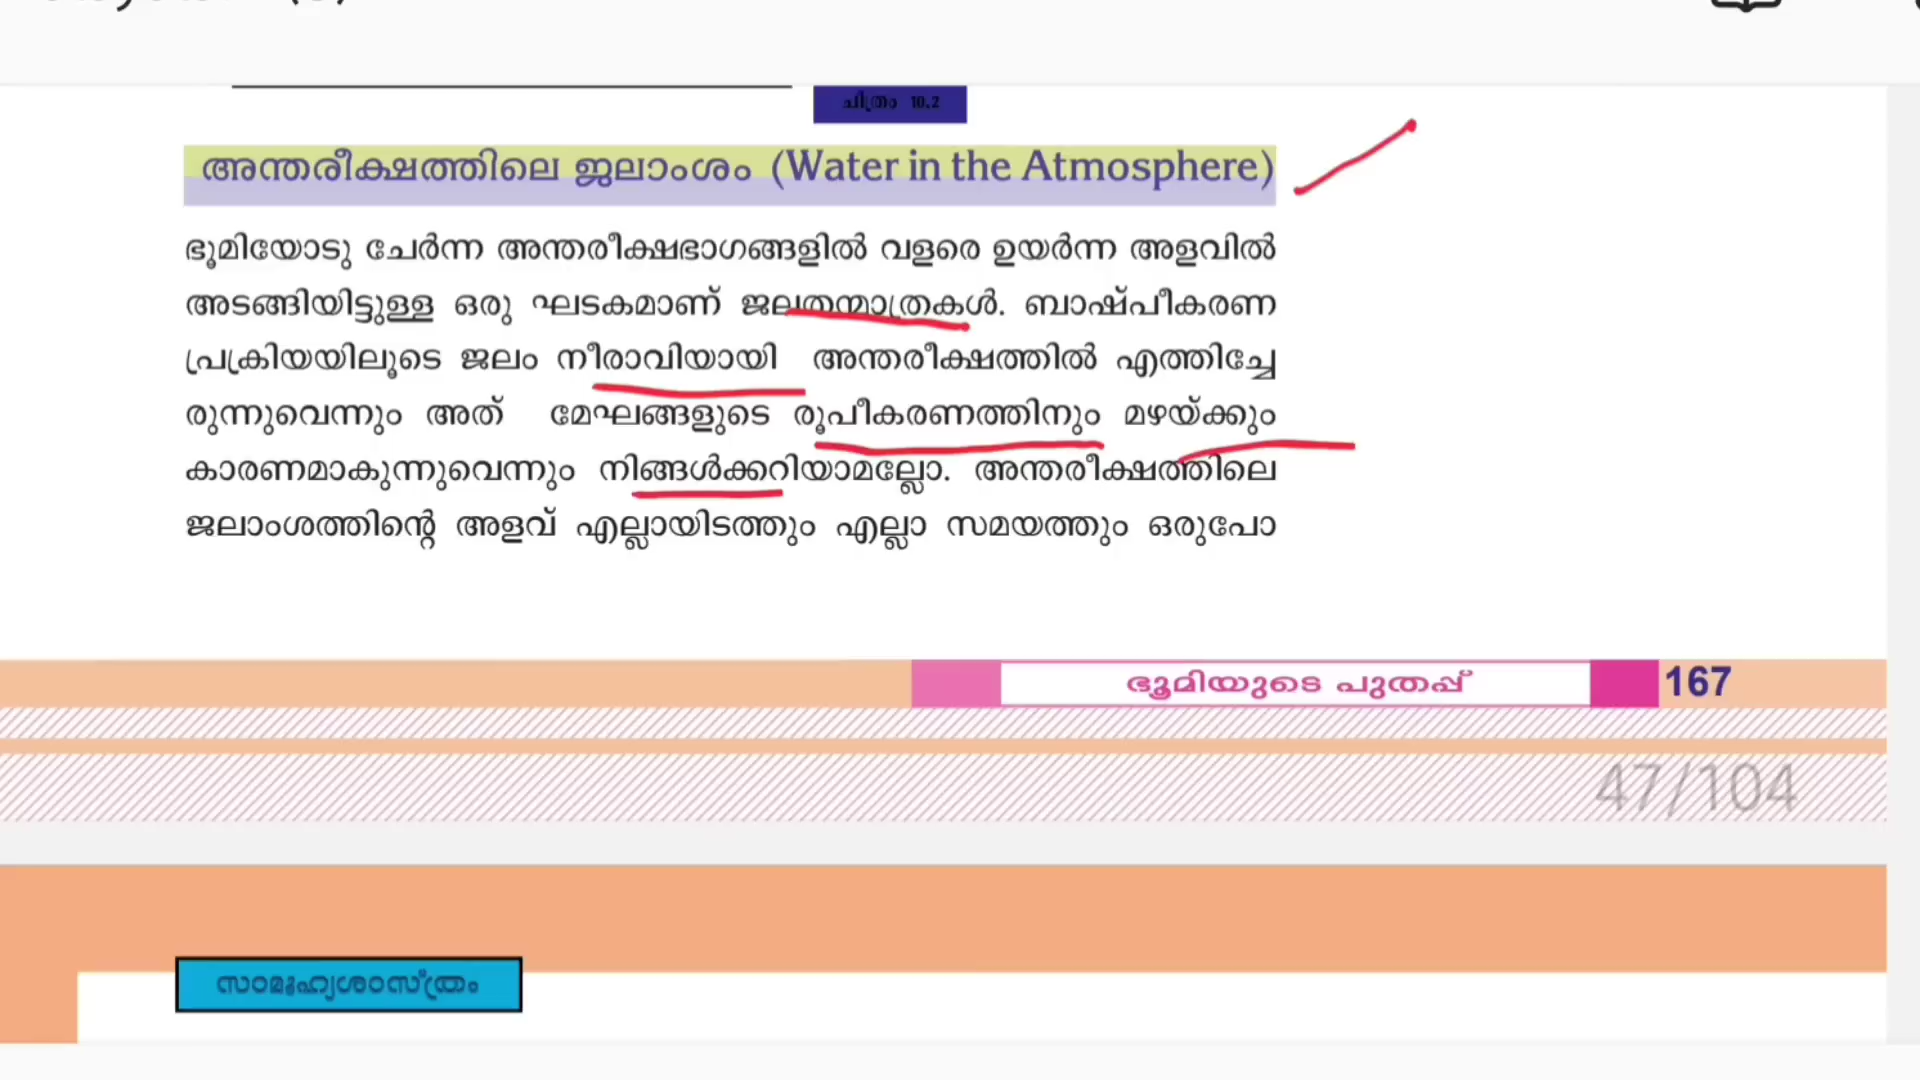 ചിത്രം 10.2
അന്തരീക്ഷത്തിലെ ജലാംശം (Water in the Atmosphere)
ഭൂമിയോടു ചേർന്ന അന്തരീക്ഷഭാഗങ്ങളിൽ വളരെ ഉയർന്ന അളവിൽ
അടങ്ങിയിട്ടുള്ള ഒരു ഘടകമാണ് ജലതന്മാത്രകൾ. ബാഷ്പീകരണ
പ്രക്രിയയിലൂടെ ജലം നീരാവിയായി അന്തരീക്ഷത്തിൽ എത്തിച്ചേ
രുന്നുവെന്നും അത് മേഘങ്ങളുടെ രൂപീകരണത്തിനും മഴയ്ക്കും
കാരണമാകുന്നുവെന്നും നിങ്ങൾക്കറിയാമല്ലോ. അന്തരീക്ഷത്തിലെ
ജലാംശത്തിന്റെ അളവ് എല്ലായിടത്തും എല്ലാ സമയത്തും ഒരുപോ
ഭൂമിയുടെ പുതപ്പ് 167
47/104
സാമൂഹ്യശാസ്ത്രം